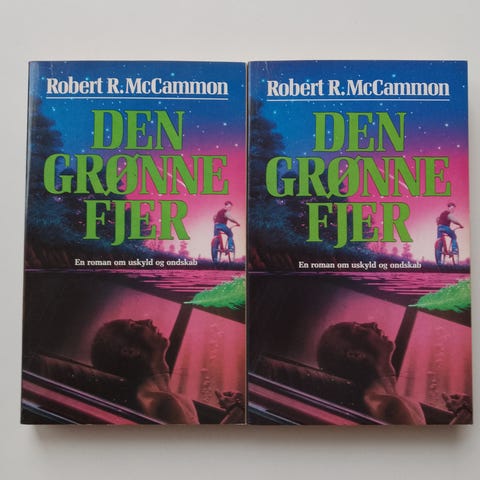 Robert R. McCammon
DEN
GRØNNE
FJER
En roman om uskyld og ondskab
Robert R. McCammon
DEN
GRØNNE
FJER
En roman om uskyld og ondskab